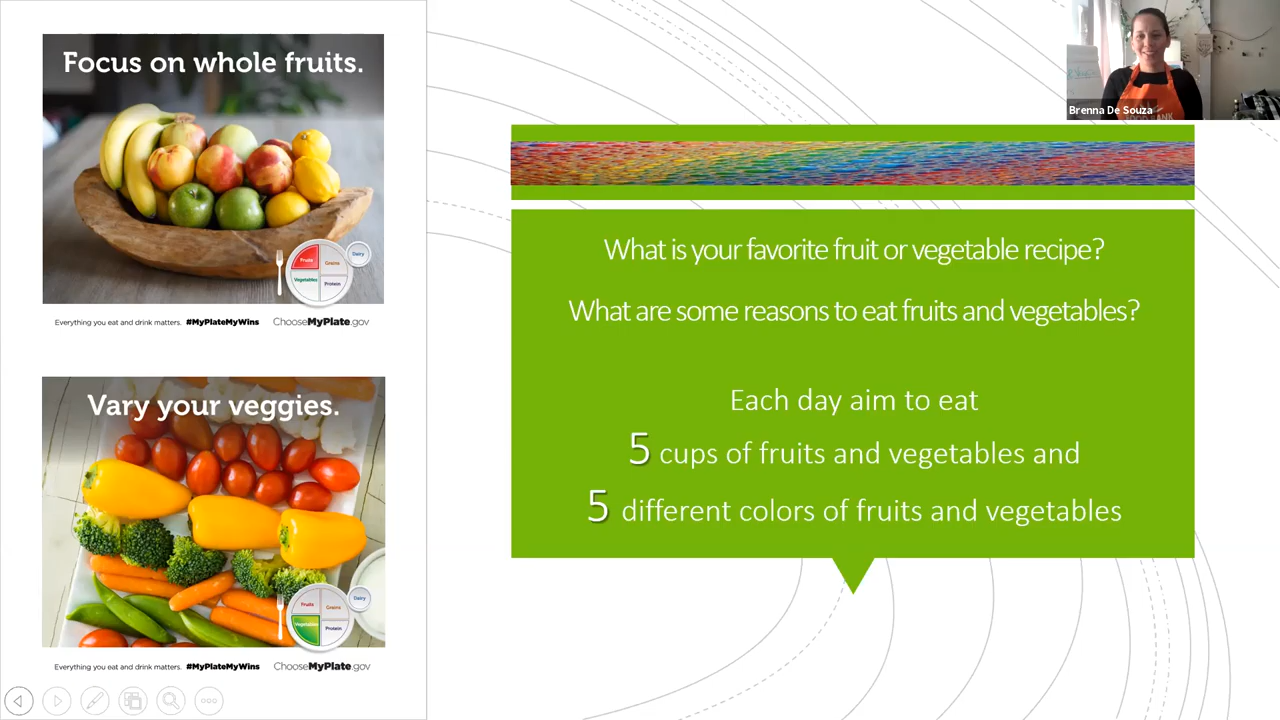 Focus on whole fruits.
Fruits
Grains
Dairy
Vegetables
Protein
Everything you eat and drink matters. #MyPlateMyWins ChooseMyPlate.gov
Vary your veggies.
Fruits
Grains
Dairy
Vegetables
Protein
Everything you eat and drink matters. #MyPlateMyWins ChooseMyPlate.gov
Brenna De Souza
What is your favorite fruit or vegetable recipe?
What are some reasons to eat fruits and vegetables?
Each day aim to eat
5 cups of fruits and vegetables and
5 different colors of fruits and vegetables